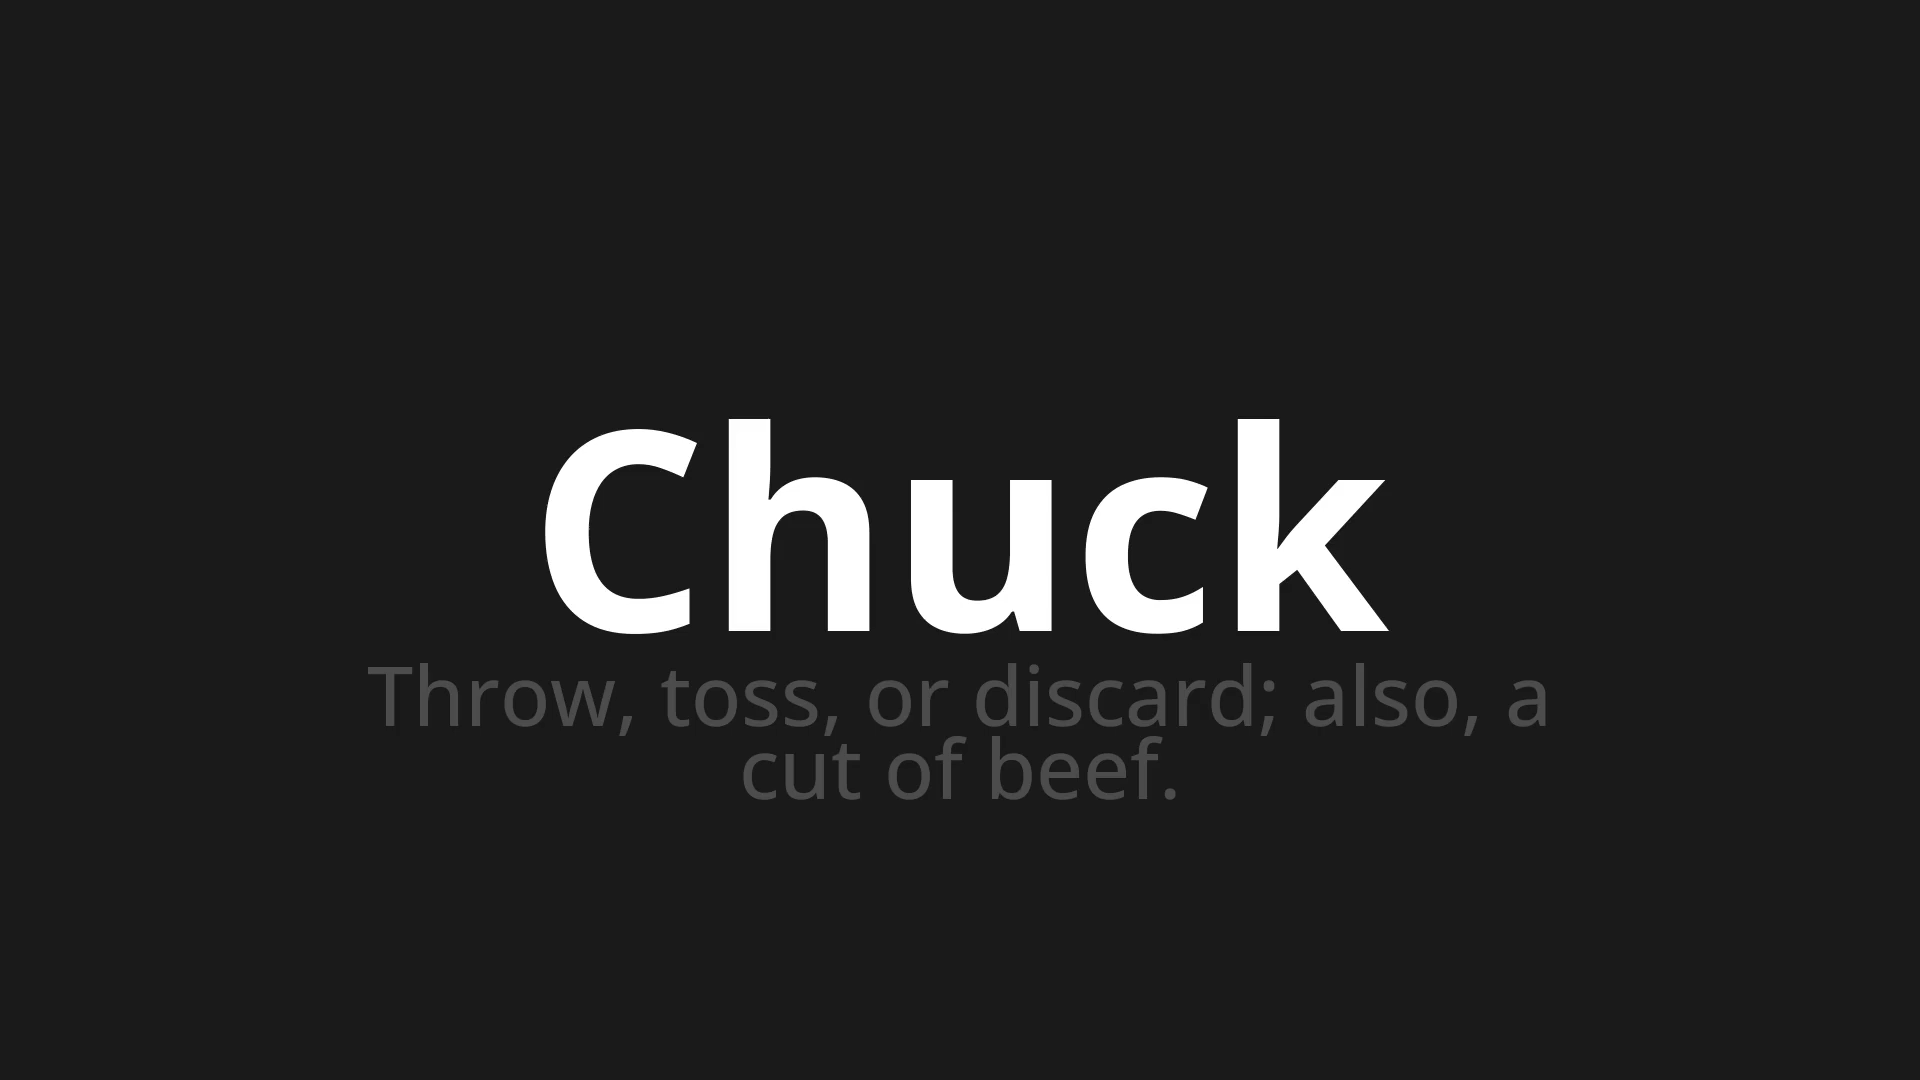 Chuck
Throw, toss, or discard; also, a
cut of beef.